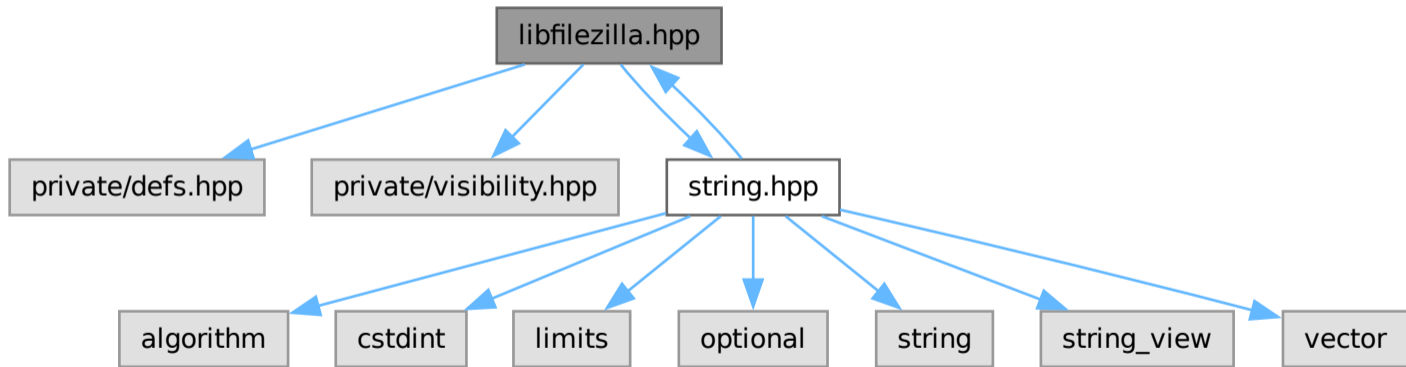 libfilezilla.hpp
private/defs.hpp
private/visibility.hpp
string.hpp
algorithm
cstdint
limits
optional
string
string_view
vector